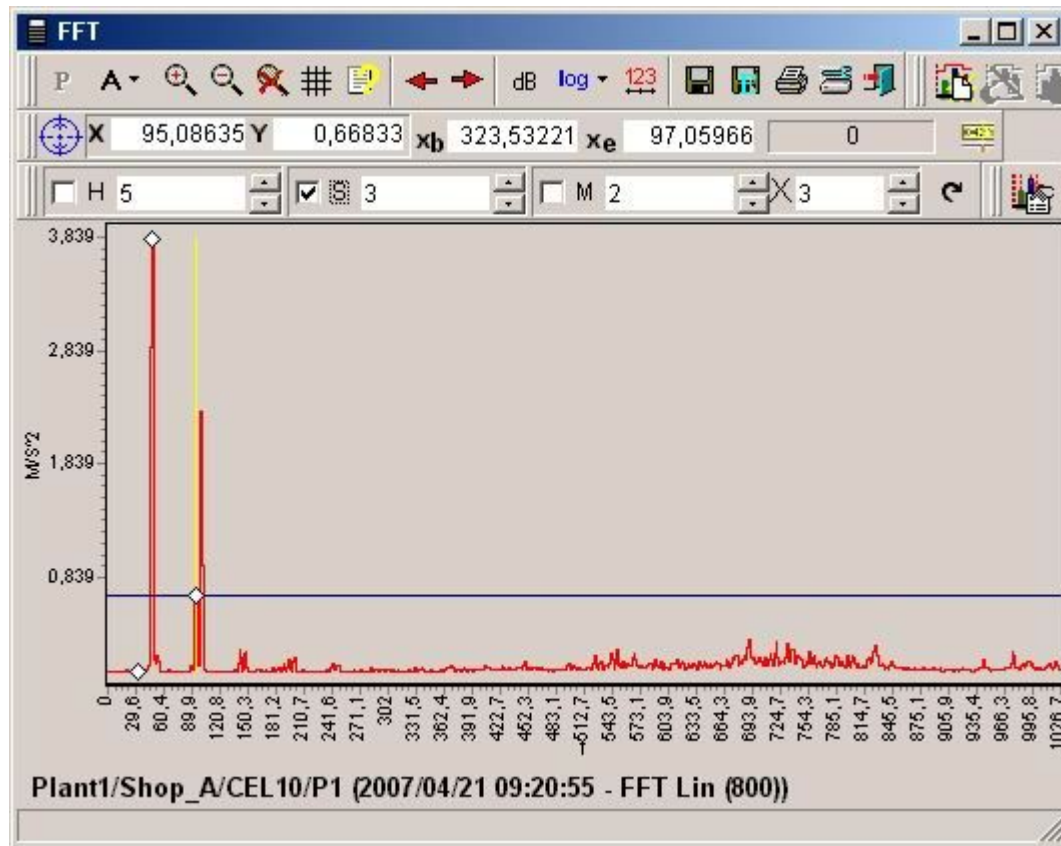 FFT
P A dB log 123
X 95,08635 Y 0,66833 xb 323,53221 xe 97,05966 0
H 5 S 3 M 2 X 3
3,839
2,839
1,839
0,839
M/S^2
0 29,6 60,4 89,9 120,8 150,3 181,2 210,7 241,6 271,1 302 331,5 362,4 391,9 422,7 452,3 483,1 512,7 543,5 573,1 603,9 633,5 664,3 693,9 724,7 754,3 785,1 814,7 845,5 875,1 905,9 935,4 966,3 995,8
Plant1/Shop_A/CEL10/P1 (2007/04/21 09:20:55 - FFT Lin (800))